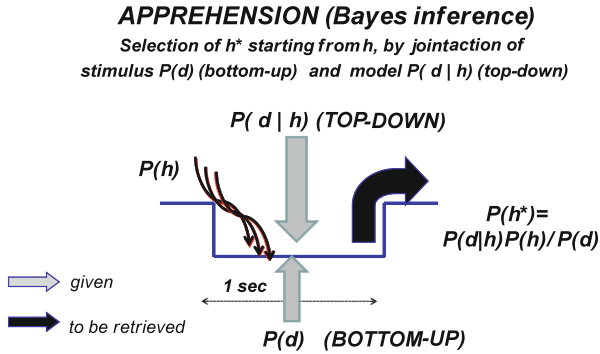 APPREHENSION (Bayes inference)
Selection of h* starting from h, by jointaction of
stimulus P(d) (bottom-up) and model P( d | h) (top-down)
P( d | h) (TOP-DOWN)
P(h)
P(h*)=
P(d|h)P(h)/P(d)
given
1 sec
to be retrieved
P(d) (BOTTOM-UP)